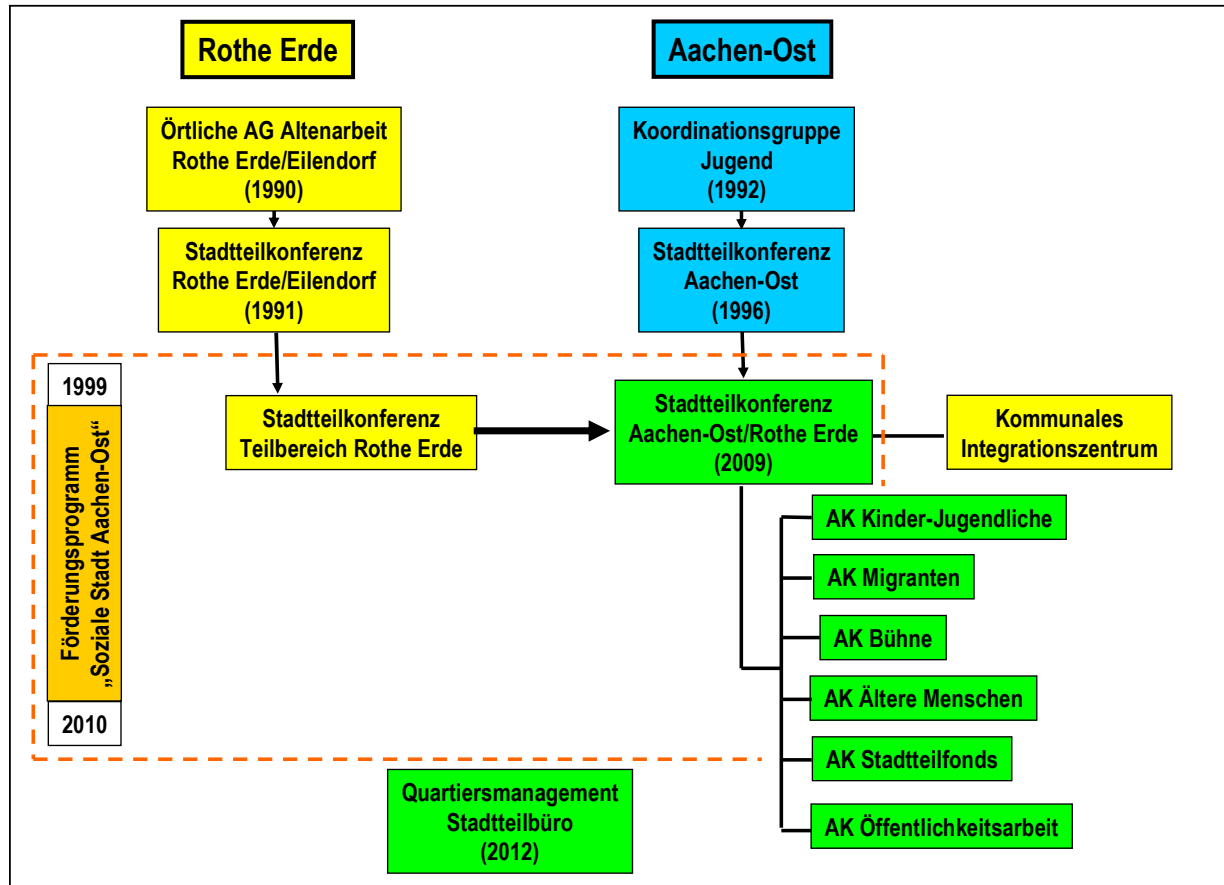 Rothe Erde
Aachen-Ost
Örtliche AG Altenarbeit
Rothe Erde/Eilendorf
(1990)
Koordinationsgruppe
Jugend
(1992)
Stadtteilkonferenz
Rothe Erde/Eilendorf
(1991)
Stadtteilkonferenz
Aachen-Ost
(1996)
1999
Förderungsprogramm
„Soziale Stadt Aachen-Ost“
2010
Stadtteilkonferenz
Teilbereich Rothe Erde
Stadtteilkonferenz
Aachen-Ost/Rothe Erde
(2009)
Kommunales
Integrationszentrum
AK Kinder-Jugendliche
AK Migranten
AK Bühne
AK Ältere Menschen
AK Stadtteilfonds
AK Öffentlichkeitsarbeit
Quartiersmanagement
Stadtteilbüro
(2012)